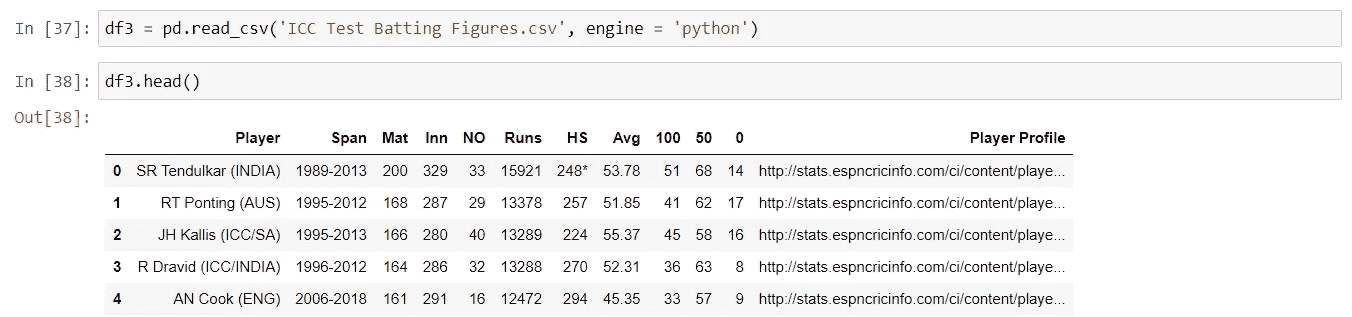 In [37]: df3 = pd.read_csv('ICC Test Batting Figures.csv', engine = 'python')
In [38]: df3.head()
Out[38]:
Player Span Mat Inn NO Runs HS Avg 100 50 0 Player Profile
0 SR Tendulkar (INDIA) 1989-2013 200 329 33 15921 248* 53.78 51 68 14 http://stats.espncricinfo.com/ci/content/playe...
1 RT Ponting (AUS) 1995-2012 168 287 29 13378 257 51.85 41 62 17 http://stats.espncricinfo.com/ci/content/playe...
2 JH Kallis (ICC/SA) 1995-2013 166 280 40 13289 224 55.37 45 58 16 http://stats.espncricinfo.com/ci/content/playe...
3 R Dravid (ICC/INDIA) 1996-2012 164 286 32 13288 270 52.31 36 63 8 http://stats.espncricinfo.com/ci/content/playe...
4 AN Cook (ENG) 2006-2018 161 291 16 12472 294 45.35 33 57 9 http://stats.espncricinfo.com/ci/content/playe...